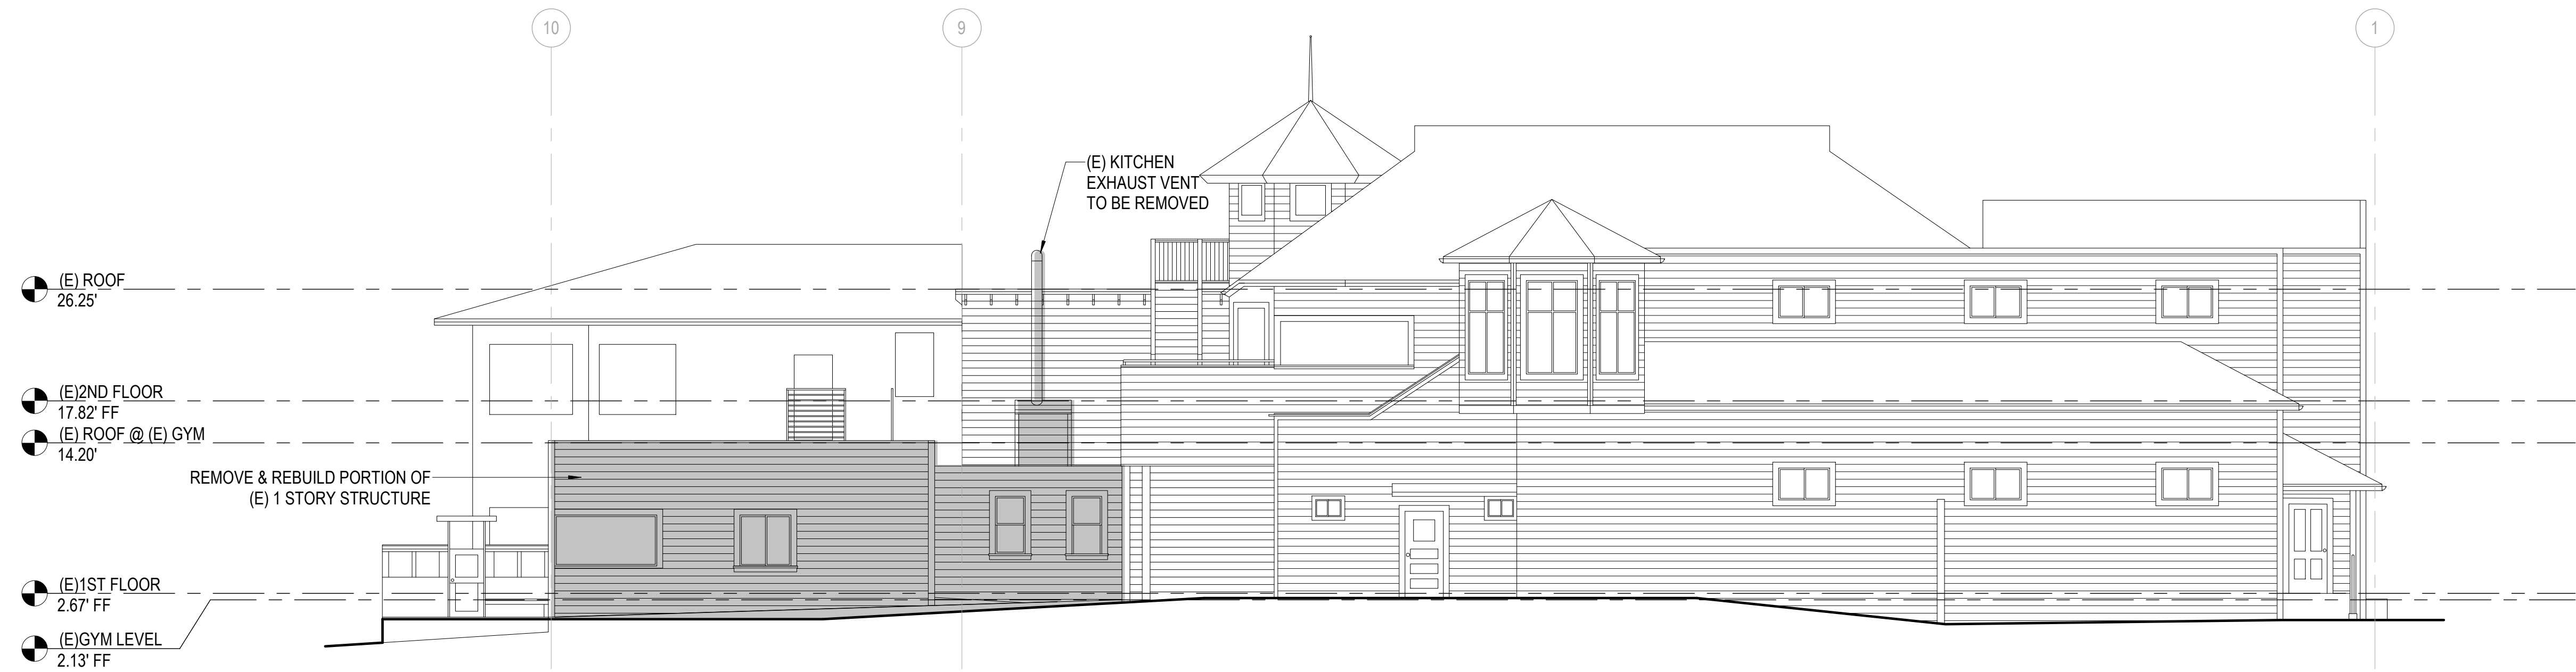 10
9
1
(E) KITCHEN
EXHAUST VENT
TO BE REMOVED
(E) ROOF
26.25'
(E)2ND FLOOR
17.82' FF
(E) ROOF @ (E) GYM
14.20'
REMOVE & REBUILD PORTION OF
(E) 1 STORY STRUCTURE
(E)1ST FLOOR
2.67' FF
(E)GYM LEVEL
2.13' FF